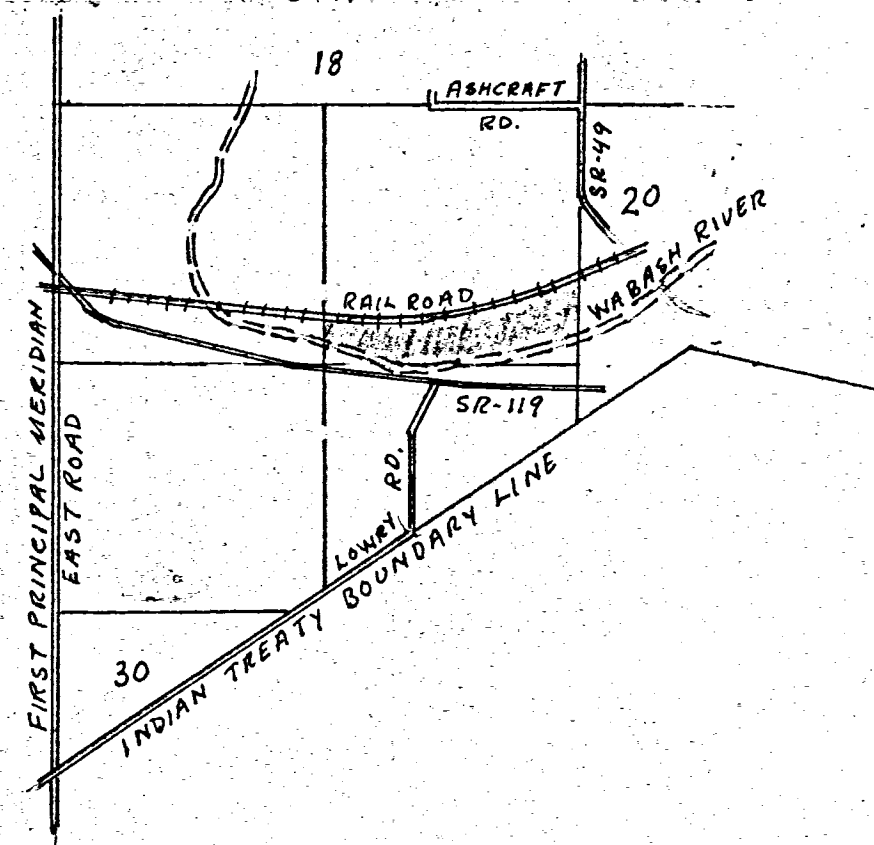 18
ASHCRAFT
RD.
SR-49
20
WABASH RIVER
RAIL ROAD
SR-119
FIRST PRINCIPAL MERIDIAN
EAST ROAD
LOWRY RD.
INDIAN TREATY BOUNDARY LINE
30